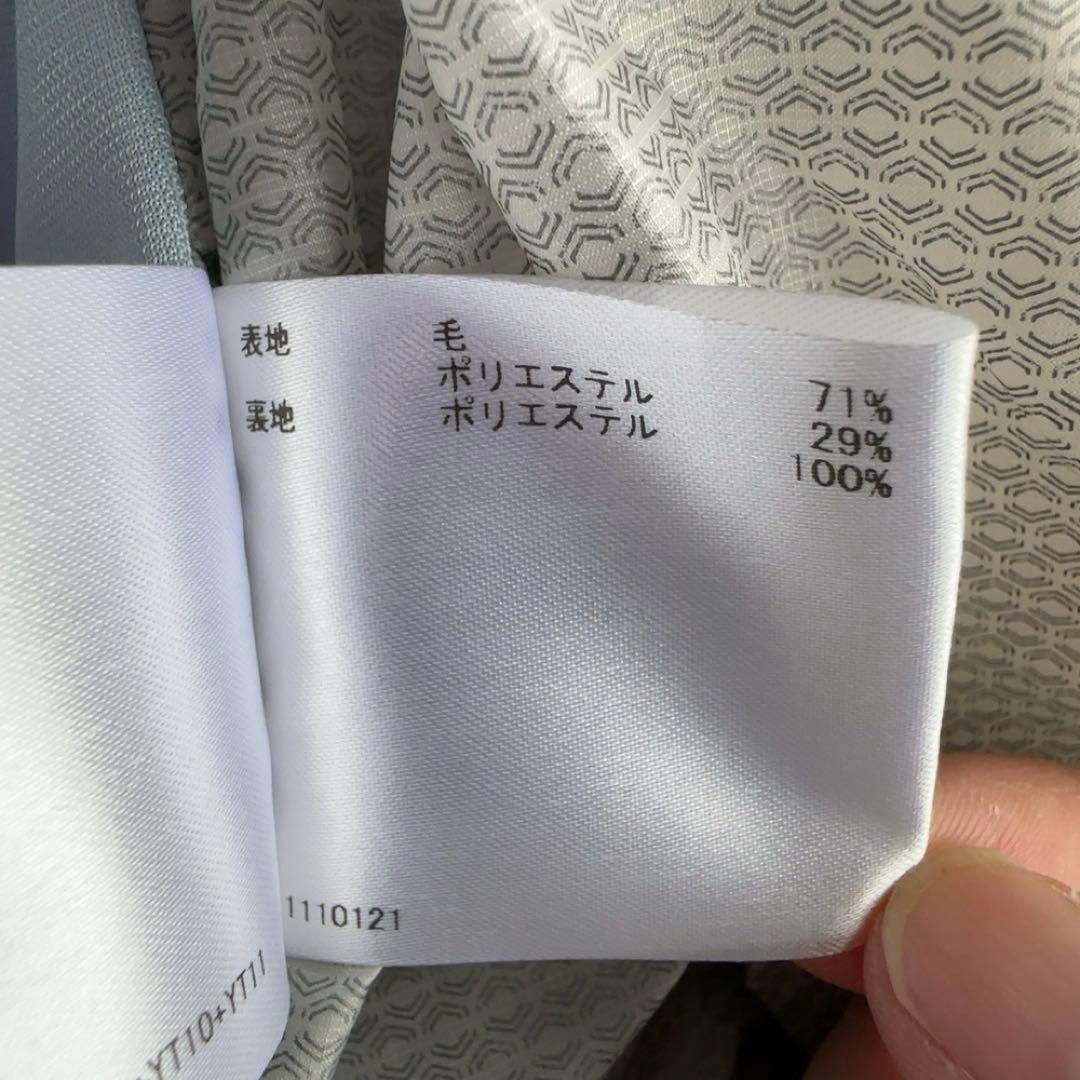 表地 毛 71%
ポリエステル 29%
裏地 ポリエステル 100%
1110121
YT10+YT11